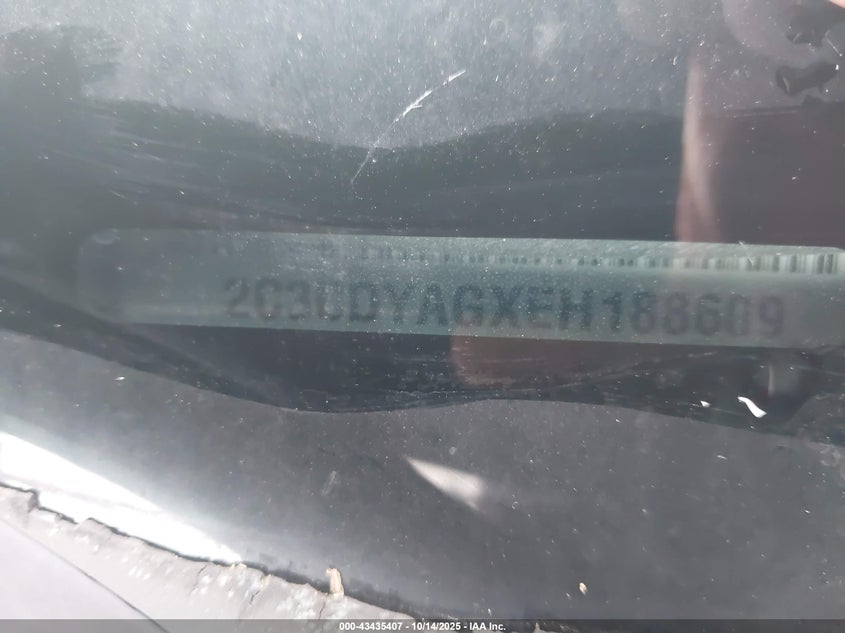 2C3CDYAGXEH188609
000-43435407 - 10/14/2025 - IAA Inc.